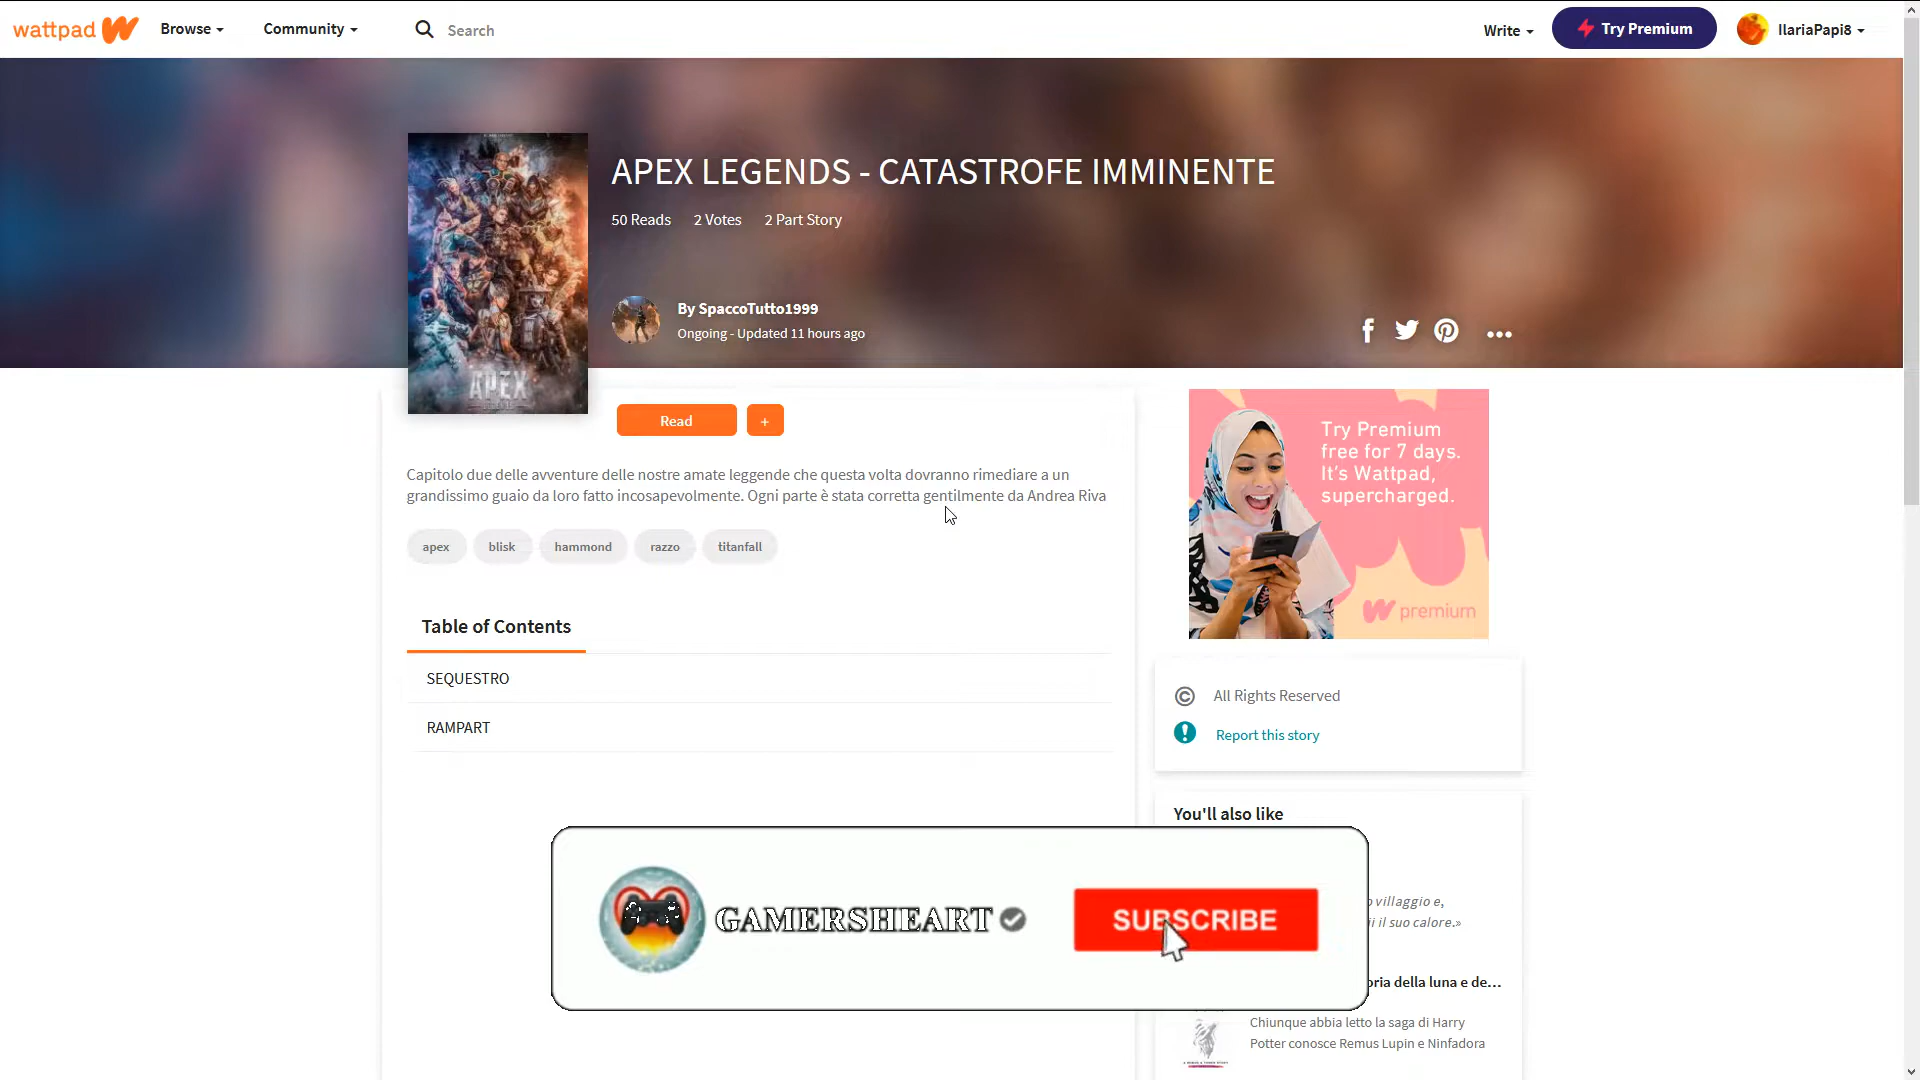 wattpad
Browse
Community
Search
Write
Try Premium
IlariaPapi8
APEX LEGENDS - CATASTROFE IMMINENTE
50 Reads
2 Votes
2 Part Story
By SpaccoTutto1999
Ongoing - Updated 11 hours ago
APEX
Read
+
Capitolo due delle avventure delle nostre amate leggende che questa volta dovranno rimediare a un
grandissimo guaio da loro fatto incosapevolmente. Ogni parte è stata corretta gentilmente da Andrea Riva
apex
blisk
hammond
razzo
titanfall
Table of Contents
SEQUESTRO
RAMPART
Try Premium
free for 7 days.
It's Wattpad,
supercharged.
premium
© All Rights Reserved
Report this story
You'll also like
villaggio e,
il suo calore.»
oria della luna e de...
Chiunque abbia letto la saga di Harry
Potter conosce Remus Lupin e Ninfadora
GAMERSHEART
SUBSCRIBE